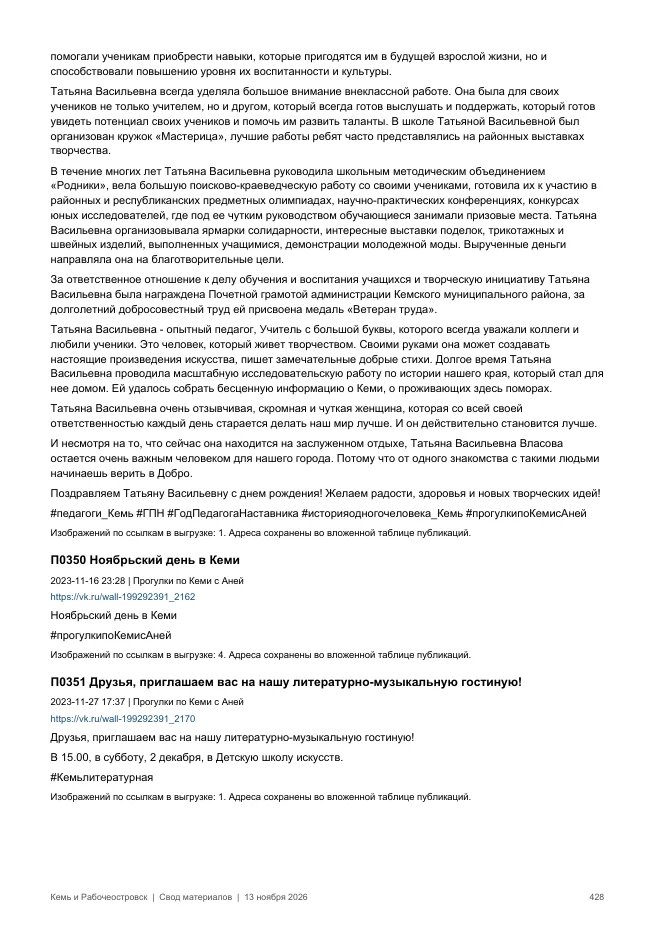 помогали ученикам приобрести навыки, которые пригодятся им в будущей взрослой жизни, но и
способствовали повышению уровня их воспитанности и культуры.
Татьяна Васильевна всегда уделяла большое внимание внеклассной работе. Она была для своих
учеников не только учителем, но и другом, который всегда готов выслушать и поддержать, который готов
увидеть потенциал своих учеников и помочь им развить таланты. В школе Татьяной Васильевной был
организован кружок «Мастерица», лучшие работы ребят часто представлялись на районных выставках
творчества.
В течение многих лет Татьяна Васильевна руководила школьным методическим объединением
«Родники», вела большую поисково-краеведческую работу со своими учениками, готовила их к участию в
районных и республиканских предметных олимпиадах, научно-практических конференциях, конкурсах
юных исследователей, где под ее чутким руководством обучающиеся занимали призовые места. Татьяна
Васильевна организовывала ярмарки солидарности, интересные выставки поделок, трикотажных и
швейных изделий, выполненных учащимися, демонстрации молодежной моды. Вырученные деньги
направляла она на благотворительные цели.
За ответственное отношение к делу обучения и воспитания учащихся и творческую инициативу Татьяна
Васильевна была награждена Почетной грамотой администрации Кемского муниципального района, за
долголетний добросовестный труд ей присвоена медаль «Ветеран труда».
Татьяна Васильевна - опытный педагог, Учитель с большой буквы, которого всегда уважали коллеги и
любили ученики. Это человек, который живет творчеством. Своими руками она может создавать
настоящие произведения искусства, пишет замечательные добрые стихи. Долгое время Татьяна
Васильевна проводила масштабную исследовательскую работу по истории нашего края, который стал для
нее домом. Ей удалось собрать бесценную информацию о Кеми, о проживающих здесь поморах.
Татьяна Васильевна очень отзывчивая, скромная и чуткая женщина, которая со всей своей
ответственностью каждый день старается делать наш мир лучше. И он действительно становится лучше.
И несмотря на то, что сейчас она находится на заслуженном отдыхе, Татьяна Васильевна Власова
остается очень важным человеком для нашего города. Потому что от одного знакомства с такими людьми
начинаешь верить в Добро.
Поздравляем Татьяну Васильевну с днем рождения! Желаем радости, здоровья и новых творческих идей!
#педагоги_Кемь #ГПН #ГодПедагогаНаставника #историяодногочеловека_Кемь #прогулкипоКемисАней
Изображений по ссылкам в выгрузке: 1. Адреса сохранены во вложенной таблице публикаций.
П0350 Ноябрьский день в Кеми
2023-11-16 23:28 | Прогулки по Кеми с Аней
https://vk.ru/wall-199292391_2162
Ноябрьский день в Кеми
#прогулкипоКемисАней
Изображений по ссылкам в выгрузке: 4. Адреса сохранены во вложенной таблице публикаций.
П0351 Друзья, приглашаем вас на нашу литературно-музыкальную гостиную!
2023-11-27 17:37 | Прогулки по Кеми с Аней
https://vk.ru/wall-199292391_2170
Друзья, приглашаем вас на нашу литературно-музыкальную гостиную!
В 15.00, в субботу, 2 декабря, в Детскую школу искусств.
#Кемьлитературная
Изображений по ссылкам в выгрузке: 1. Адреса сохранены во вложенной таблице публикаций.
Кемь и Рабочеостровск | Свод материалов | 13 ноября 2026 428